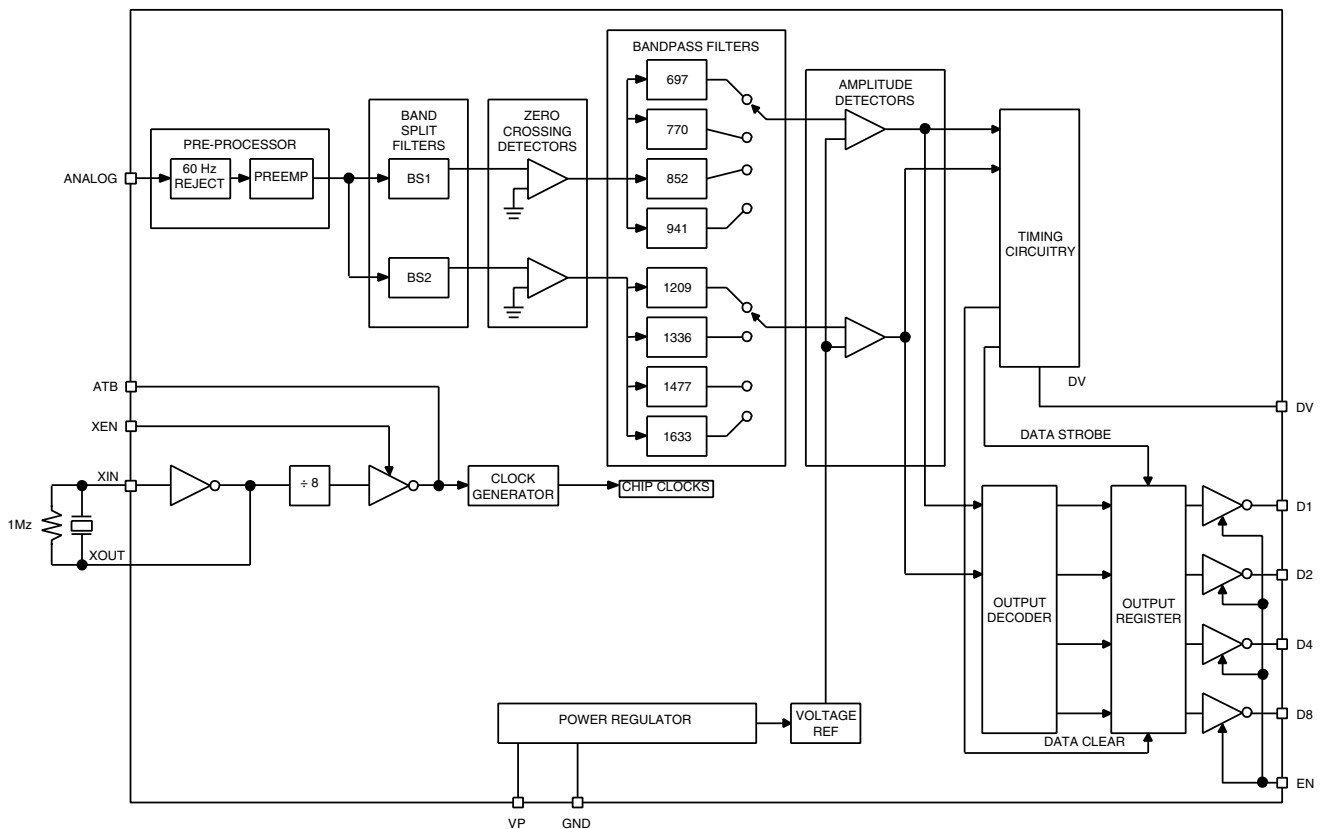 BANDPASS FILTERS
697
770
852
941
1209
1336
1477
1633
AMPLITUDE
DETECTORS
BAND
SPLIT
FILTERS
BS1
BS2
ZERO
CROSSING
DETECTORS
PRE-PROCESSOR
60 Hz
REJECT
PREEMP
ANALOG
TIMING
CIRCUITRY
DV
DV
ATB
XEN
XIN
XOUT
1Mz
÷ 8
CLOCK
GENERATOR
CHIP CLOCKS
DATA STROBE
OUTPUT
DECODER
OUTPUT
REGISTER
DATA CLEAR
D1
D2
D4
D8
EN
POWER REGULATOR
VOLTAGE
REF
VP
GND